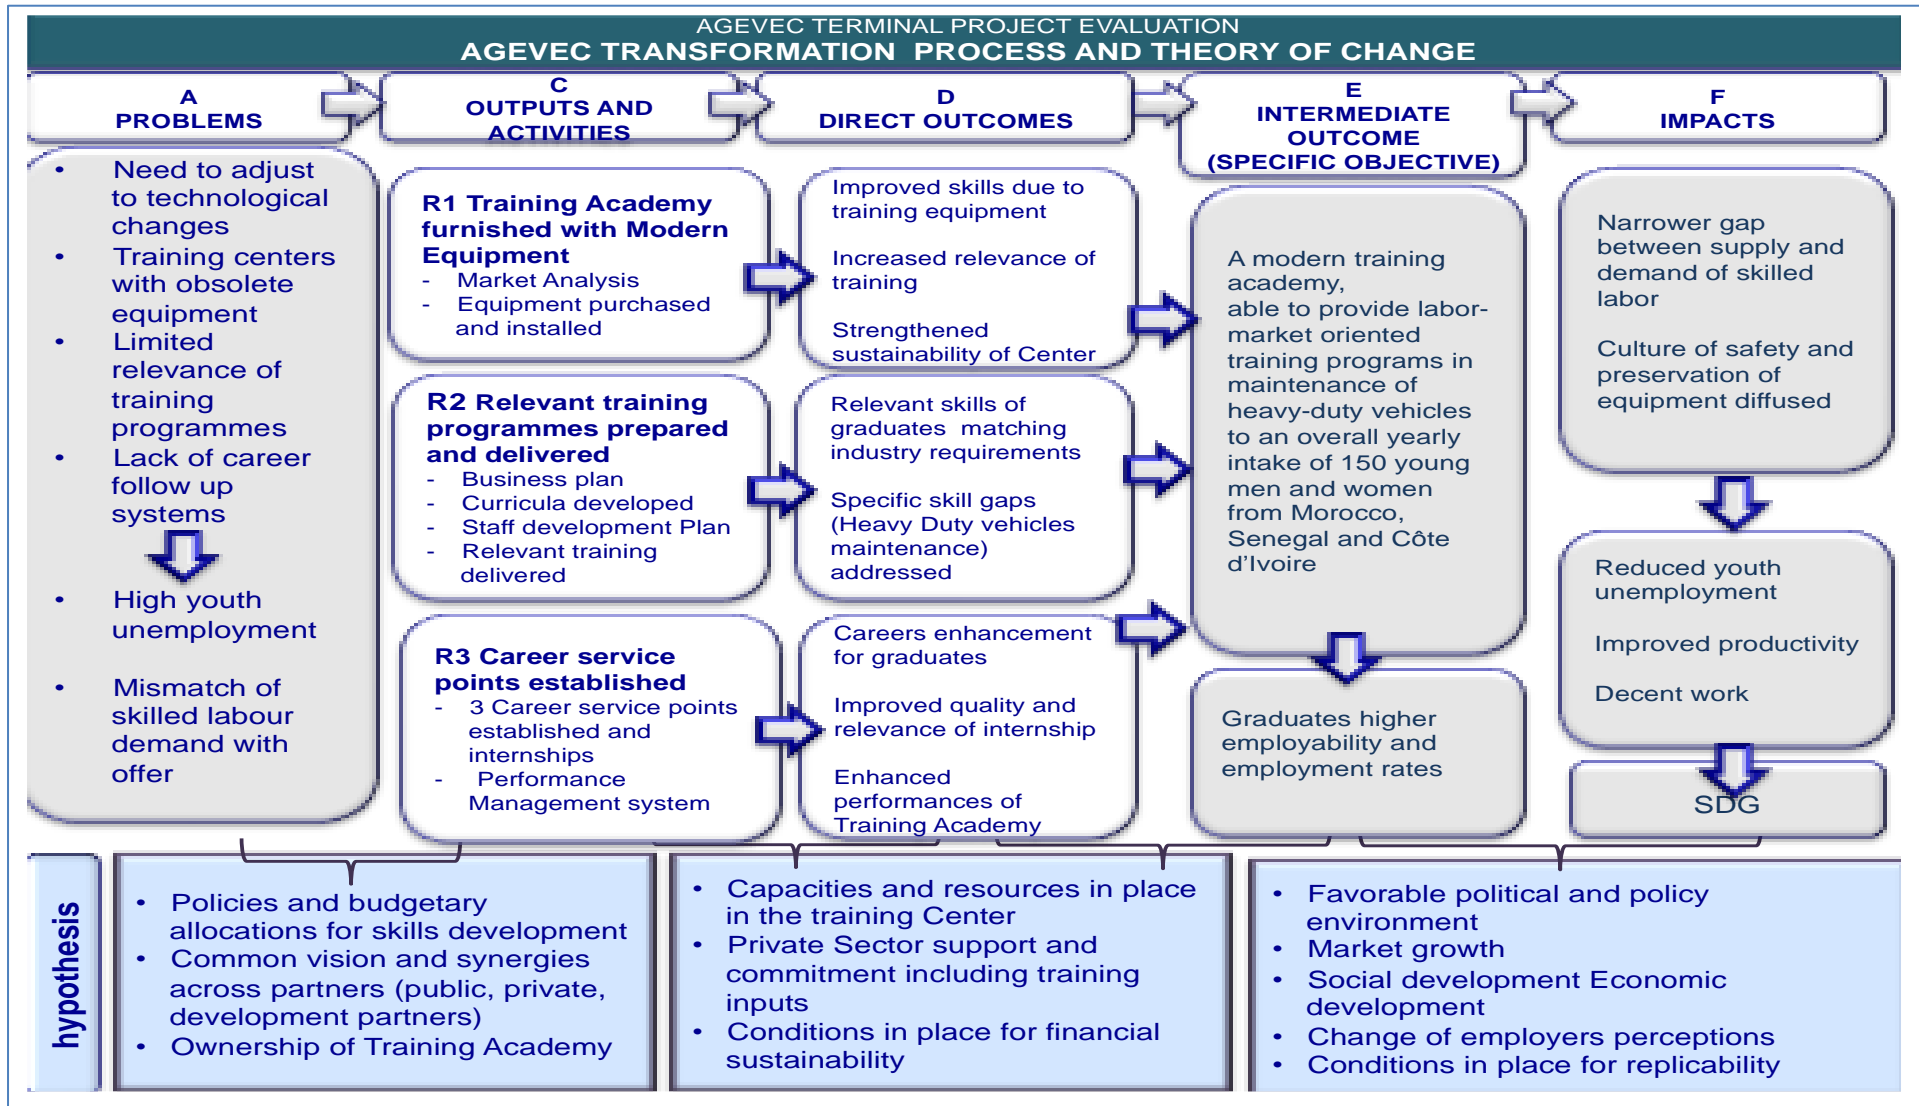 AGEVEC TERMINAL PROJECT EVALUATION
AGEVEC TRANSFORMATION PROCESS AND THEORY OF CHANGE
A
PROBLEMS
C
OUTPUTS AND
ACTIVITIES
D
DIRECT OUTCOMES
E
INTERMEDIATE
OUTCOME
(SPECIFIC OBJECTIVE)
F
IMPACTS
• Need to adjust
to technological
changes
• Training centers
with obsolete
equipment
• Limited
relevance of
training
programmes
• Lack of career
follow up
systems
• High youth
unemployment
• Mismatch of
skilled labour
demand with
offer
R1 Training Academy
furnished with Modern
Equipment
- Market Analysis
- Equipment purchased
and installed
R2 Relevant training
programmes prepared
and delivered
- Business plan
- Curricula developed
- Staff development Plan
- Relevant training
delivered
R3 Career service
points established
- 3 Career service points
established and
internships
- Performance
Management system
Improved skills due to
training equipment
Increased relevance of
training
Strengthened
sustainability of Center
Relevant skills of
graduates matching
industry requirements
Specific skill gaps
(Heavy Duty vehicles
maintenance)
addressed
Careers enhancement
for graduates
Improved quality and
relevance of internship
Enhanced
performances of
Training Academy
A modern training
academy,
able to provide labor-
market oriented
training programs in
maintenance of
heavy-duty vehicles
to an overall yearly
intake of 150 young
men and women
from Morocco,
Senegal and Côte
d'Ivoire
Graduates higher
employability and
employment rates
Narrower gap
between supply and
demand of skilled
labor
Culture of safety and
preservation of
equipment diffused
Reduced youth
unemployment
Improved productivity
Decent work
SDG
hypothesis
• Policies and budgetary
allocations for skills development
• Common vision and synergies
across partners (public, private,
development partners)
• Ownership of Training Academy
• Capacities and resources in place
in the training Center
• Private Sector support and
commitment including training
inputs
• Conditions in place for financial
sustainability
• Favorable political and policy
environment
• Market growth
• Social development Economic
development
• Change of employers perceptions
• Conditions in place for replicability